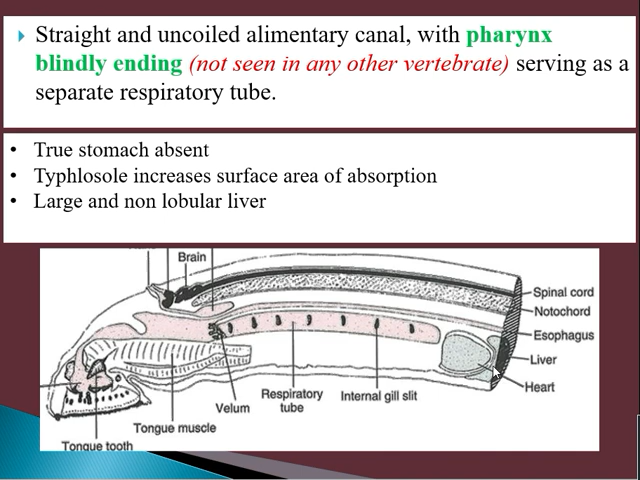 Straight and uncoiled alimentary canal, with pharynx
blindly ending (not seen in any other vertebrate) serving as a
separate respiratory tube.
• True stomach absent
• Typhlosole increases surface area of absorption
• Large and non lobular liver
Brain
Spinal cord
Notochord
Esophagus
Liver
Heart
Internal gill slit
Respiratory
tube
Velum
Tongue muscle
Tongue tooth